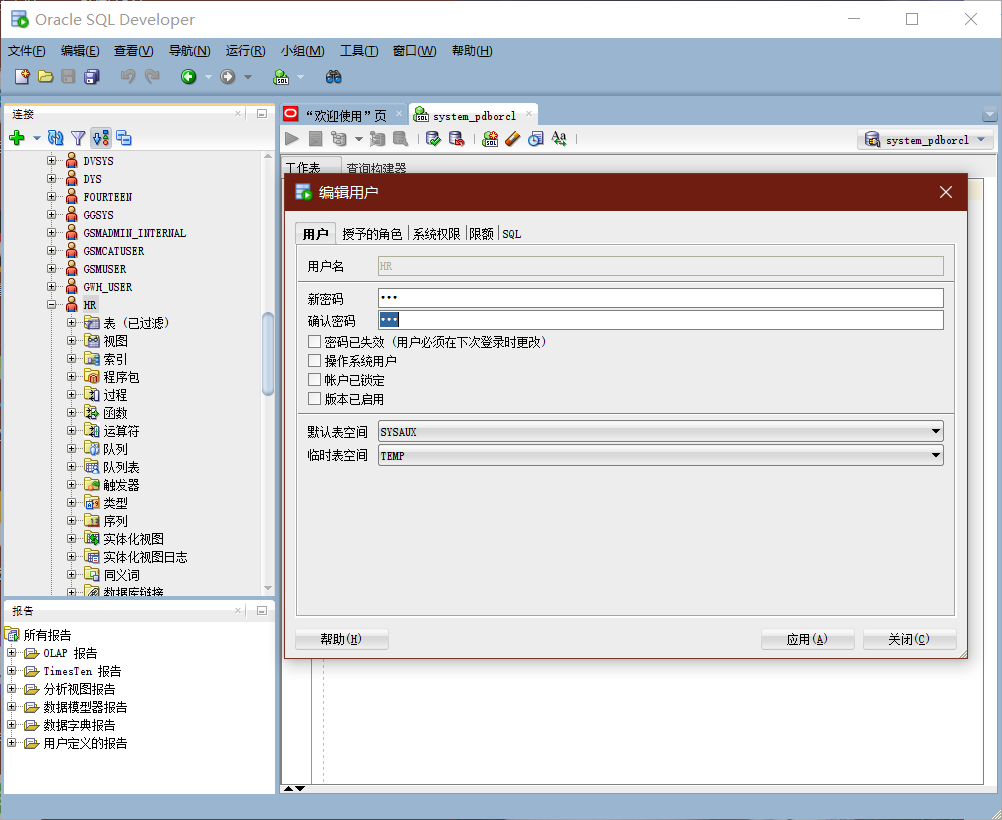 Oracle SQL Developer
文件(F) 编辑(E) 查看(V) 导航(N) 运行(R) 小组(M) 工具(T) 窗口(W) 帮助(H)
连接
“欢迎使用”页
system_pdborcl
system_pdborcl
工作表 查询构建器
DVSYS
DYS
FOURTEEN
GGSYS
GSMADMIN_INTERNAL
GSMCATUSER
GSMUSER
GWH_USER
HR
表 (已过滤)
视图
索引
程序包
过程
函数
运算符
队列
队列表
触发器
类型
序列
实体化视图
实体化视图日志
同义词
数据库链接
报告
所有报告
OLAP 报告
TimesTen 报告
分析视图报告
数据模型器报告
数据字典报告
用户定义的报告
编辑用户
用户 授予的角色 系统权限 限额 SQL
用户名 HR
新密码 •••
确认密码 •••
密码已失效 (用户必须在下次登录时更改)
操作系统用户
帐户已锁定
版本已启用
默认表空间 SYSAUX
临时表空间 TEMP
帮助(H) 应用(A) 关闭(C)